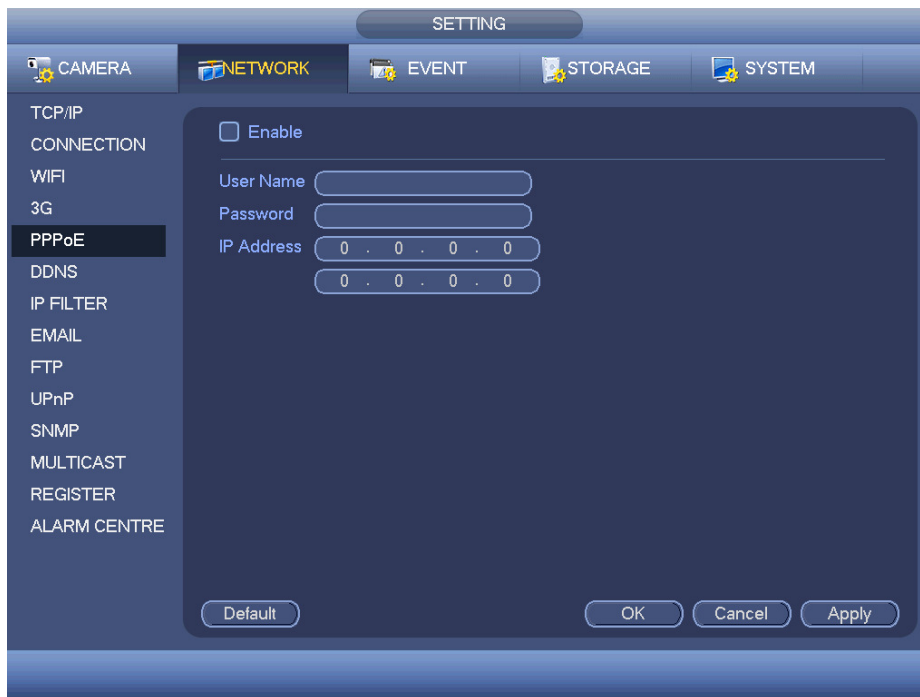 SETTING
CAMERA NETWORK EVENT STORAGE SYSTEM
TCP/IP
CONNECTION
WIFI
3G
PPPoE
DDNS
IP FILTER
EMAIL
FTP
UPnP
SNMP
MULTICAST
REGISTER
ALARM CENTRE
Enable
User Name
Password
IP Address 0 . 0 . 0 . 0
0 . 0 . 0 . 0
Default OK Cancel Apply